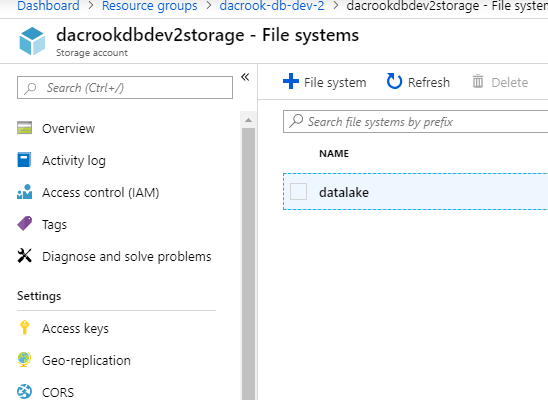 Dashboard > Resource groups > dacrook-db-dev-2 > dacrookdbdev2storage - File system
dacrookdbdev2storage - File systems
Storage account
Search (Ctrl+/)
«
Overview
Activity log
Access control (IAM)
Tags
Diagnose and solve problems
Settings
Access keys
Geo-replication
CORS
File system
Refresh
Delete
Search file systems by prefix
NAME
datalake